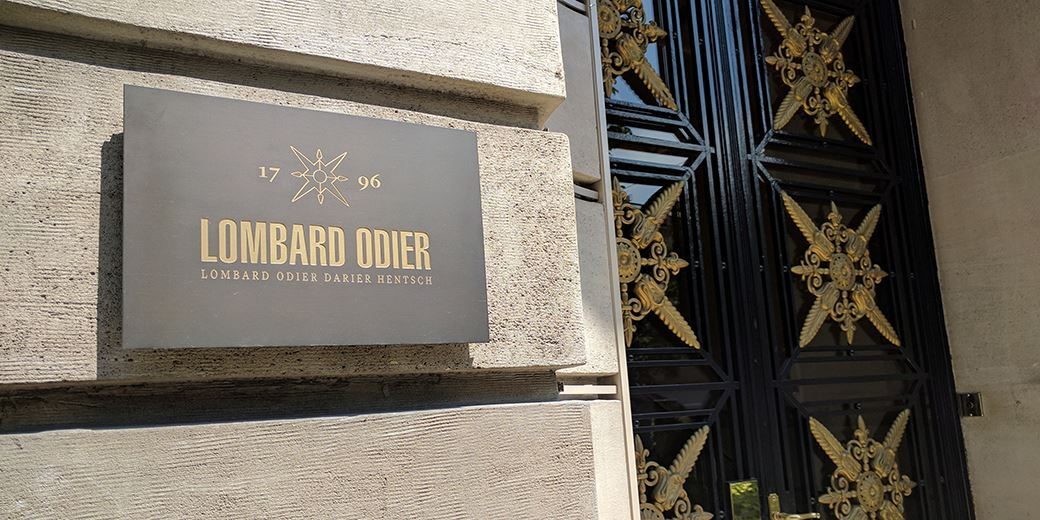 17 96
LOMBARD ODIER
LOMBARD ODIER DARIER HENTSCH